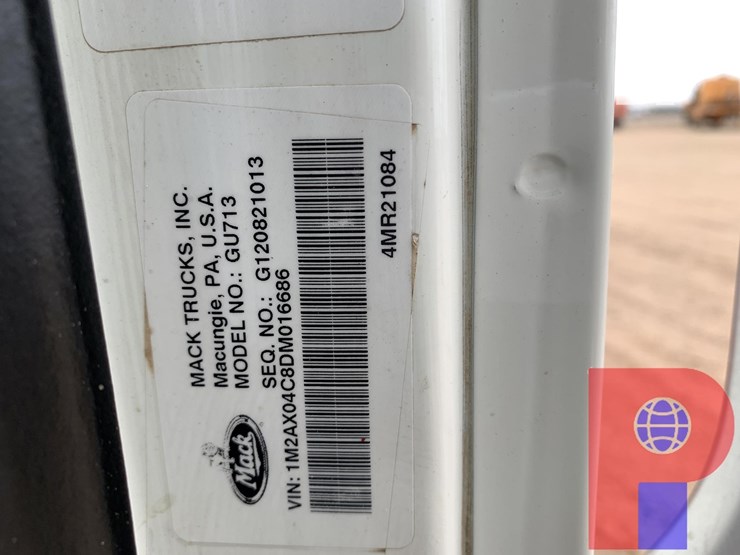 MACK TRUCKS, INC.
Macungie, PA, U.S.A.
MODEL NO.: GU713
SEQ. NO.: G120821013
Mack
VIN: 1M2AX04C8DM016686
4MR21084